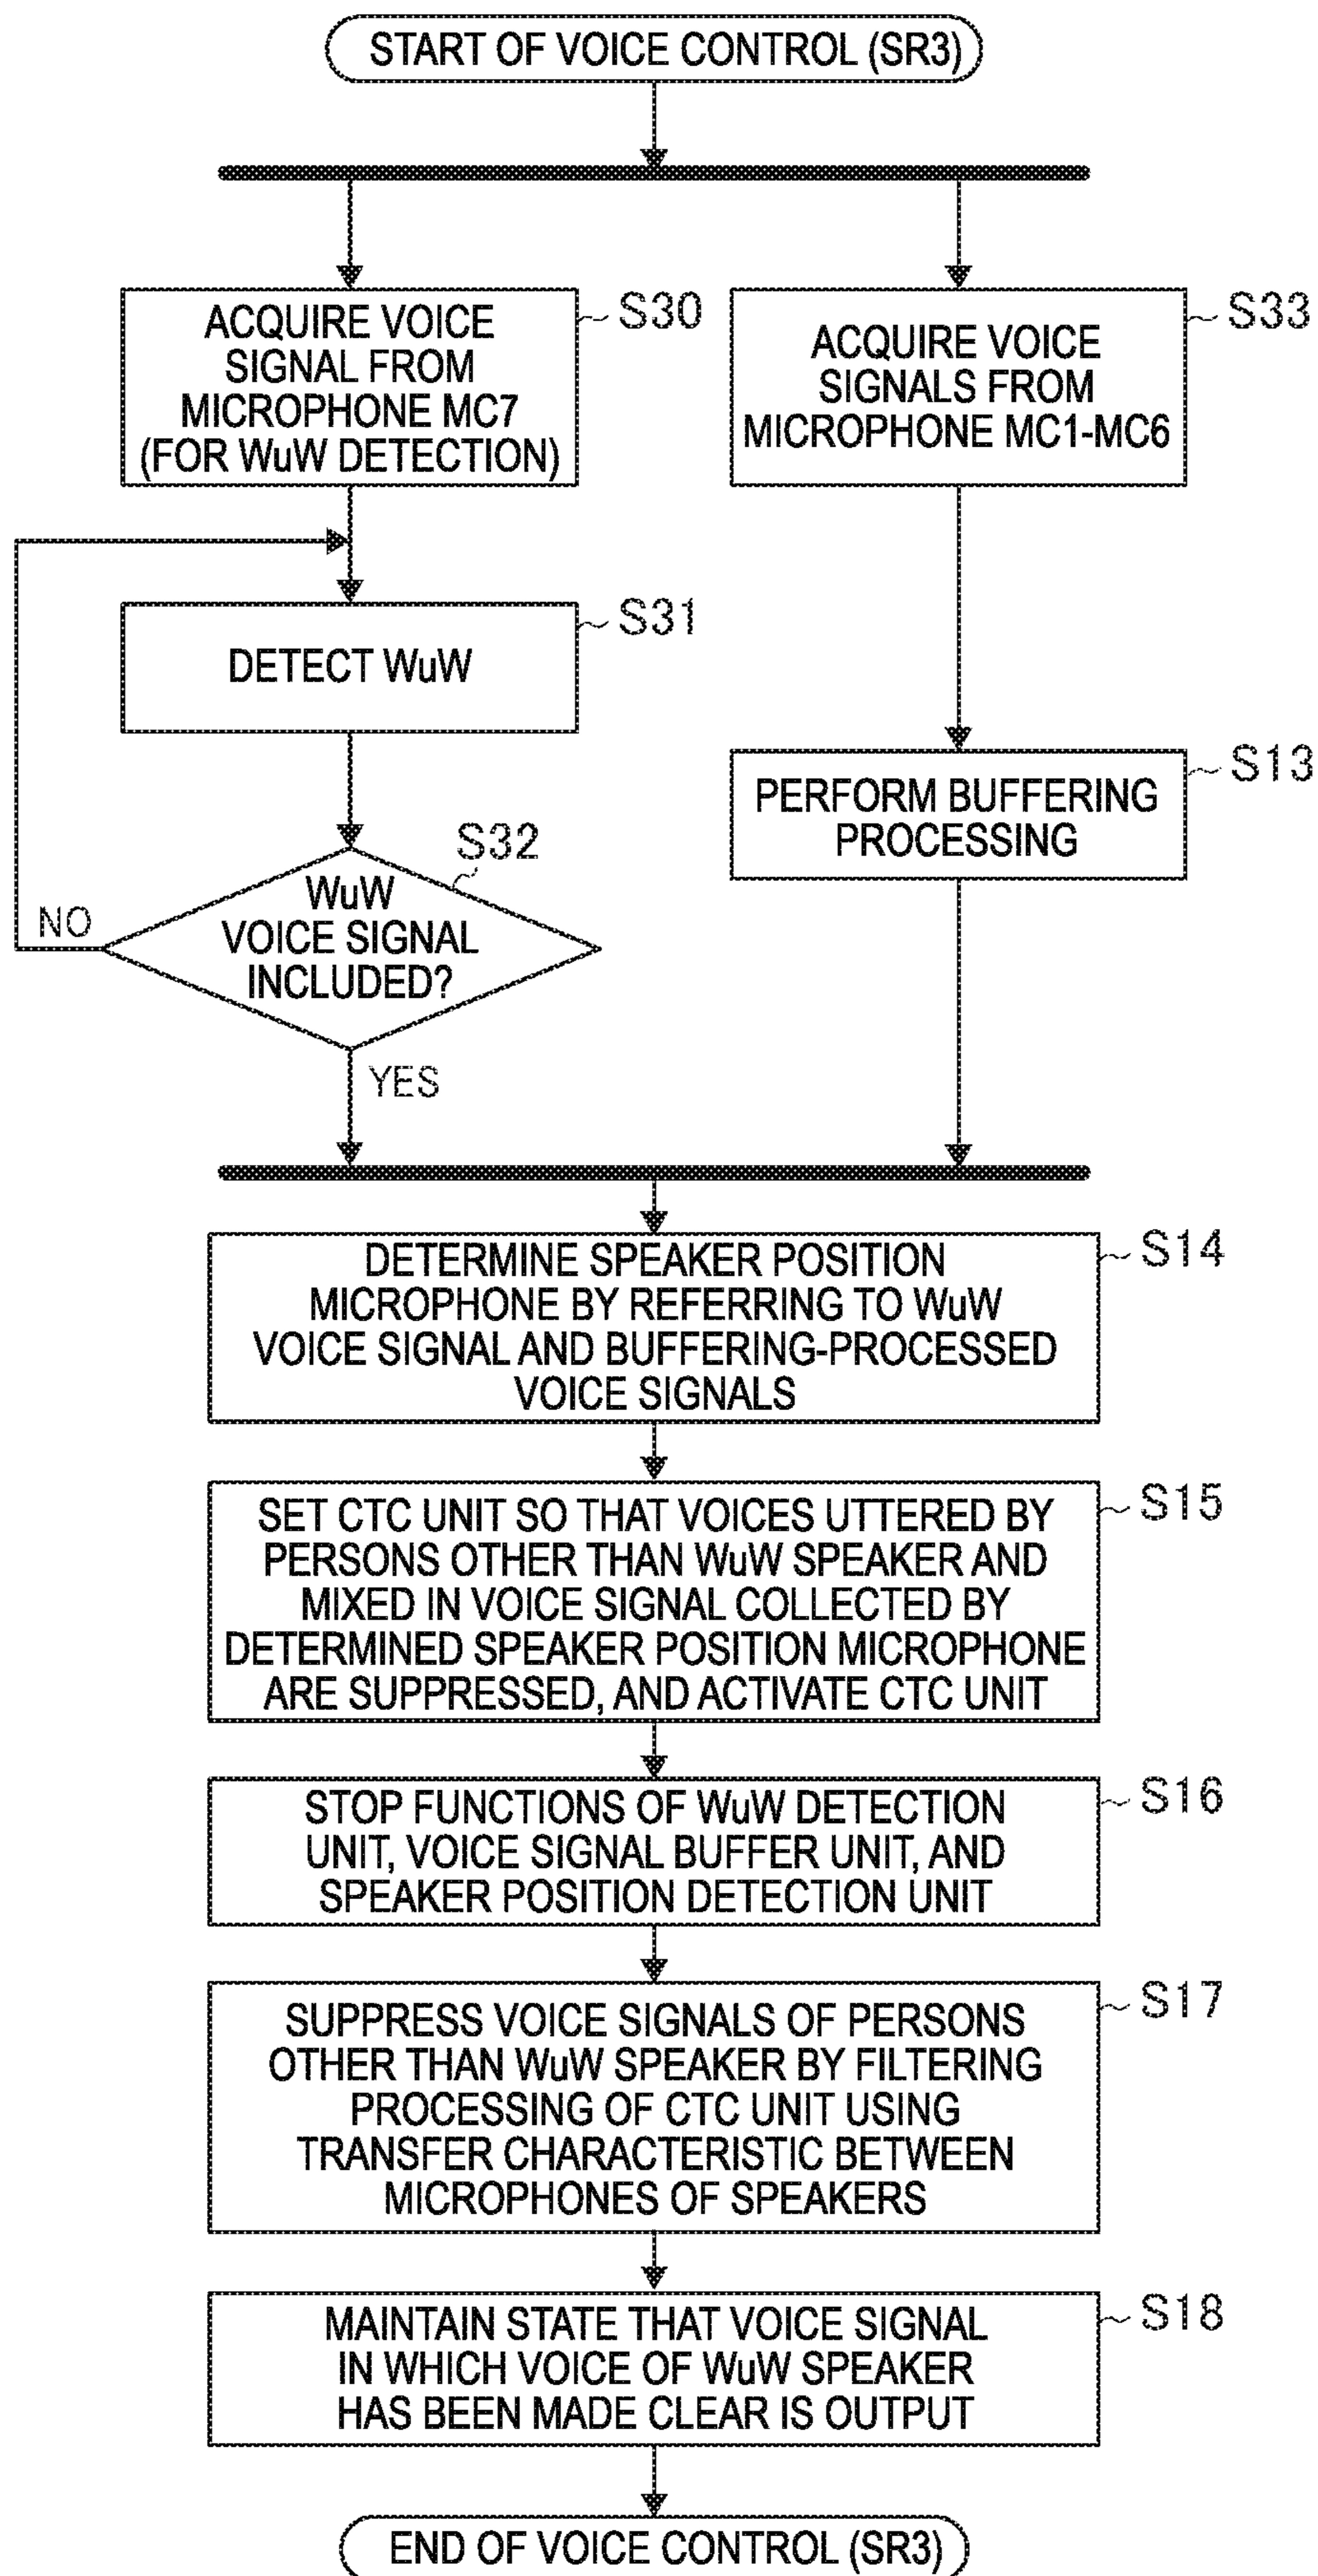 START OF VOICE CONTROL (SR3)
ACQUIRE VOICE
SIGNAL FROM
MICROPHONE MC7
(FOR WuW DETECTION)
S30
ACQUIRE VOICE
SIGNALS FROM
MICROPHONE MC1-MC6
S33
DETECT WuW
S31
PERFORM BUFFERING
PROCESSING
S13
S32
WuW
VOICE SIGNAL
INCLUDED?
NO
YES
DETERMINE SPEAKER POSITION
MICROPHONE BY REFERRING TO WuW
VOICE SIGNAL AND BUFFERING-PROCESSED
VOICE SIGNALS
S14
SET CTC UNIT SO THAT VOICES UTTERED BY
PERSONS OTHER THAN WuW SPEAKER AND
MIXED IN VOICE SIGNAL COLLECTED BY
DETERMINED SPEAKER POSITION MICROPHONE
ARE SUPPRESSED, AND ACTIVATE CTC UNIT
S15
STOP FUNCTIONS OF WuW DETECTION
UNIT, VOICE SIGNAL BUFFER UNIT, AND
SPEAKER POSITION DETECTION UNIT
S16
SUPPRESS VOICE SIGNALS OF PERSONS
OTHER THAN WuW SPEAKER BY FILTERING
PROCESSING OF CTC UNIT USING
TRANSFER CHARACTERISTIC BETWEEN
MICROPHONES OF SPEAKERS
S17
MAINTAIN STATE THAT VOICE SIGNAL
IN WHICH VOICE OF WuW SPEAKER
HAS BEEN MADE CLEAR IS OUTPUT
S18
END OF VOICE CONTROL (SR3)